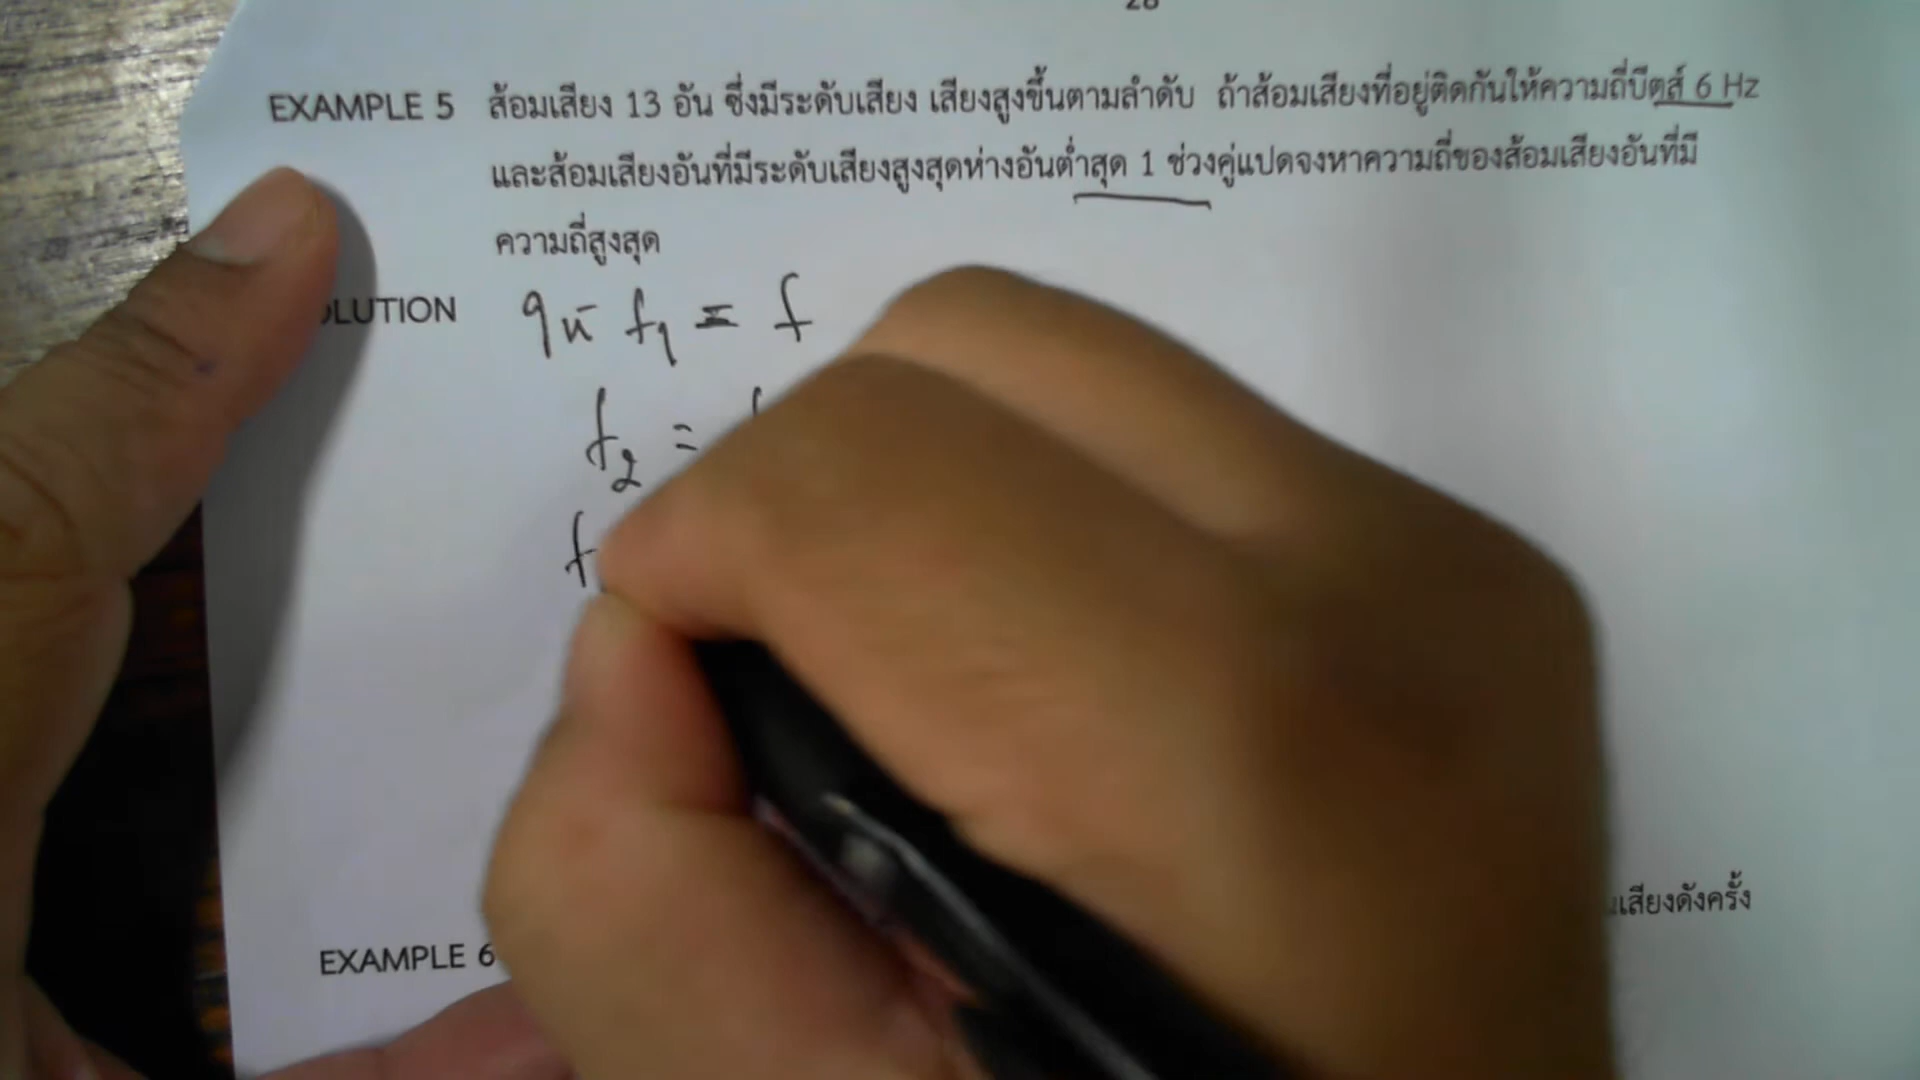 28
EXAMPLE 5 ส้อมเสียง 13 อัน ซึ่งมีระดับเสียง เสียงสูงขึ้นตามลำดับ ถ้าส้อมเสียงที่อยู่ติดกันให้ความถี่บีตส์ 6 Hz
และส้อมเสียงอันที่มีระดับเสียงสูงสุดห่างอันต่ำสุด 1 ช่วงคู่แปดจงหาความถี่ของส้อมเสียงอันที่มี
ความถี่สูงสุด
OLUTION ให้ f₁ = f
f₂ = f
f
เสียงดังครั้ง
EXAMPLE 6